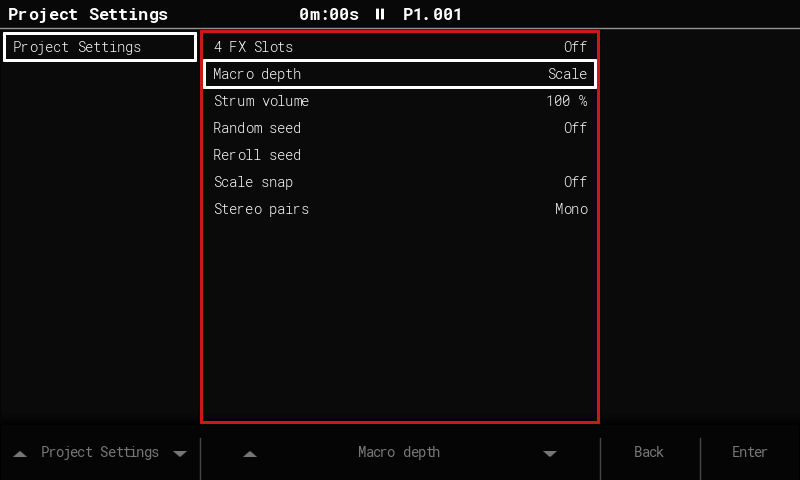 Project Settings 0m:00s P1.001
Project Settings
4 FX Slots Off
Macro depth Scale
Strum volume 100 %
Random seed Off
Reroll seed
Scale snap Off
Stereo pairs Mono
Project Settings Macro depth Back Enter